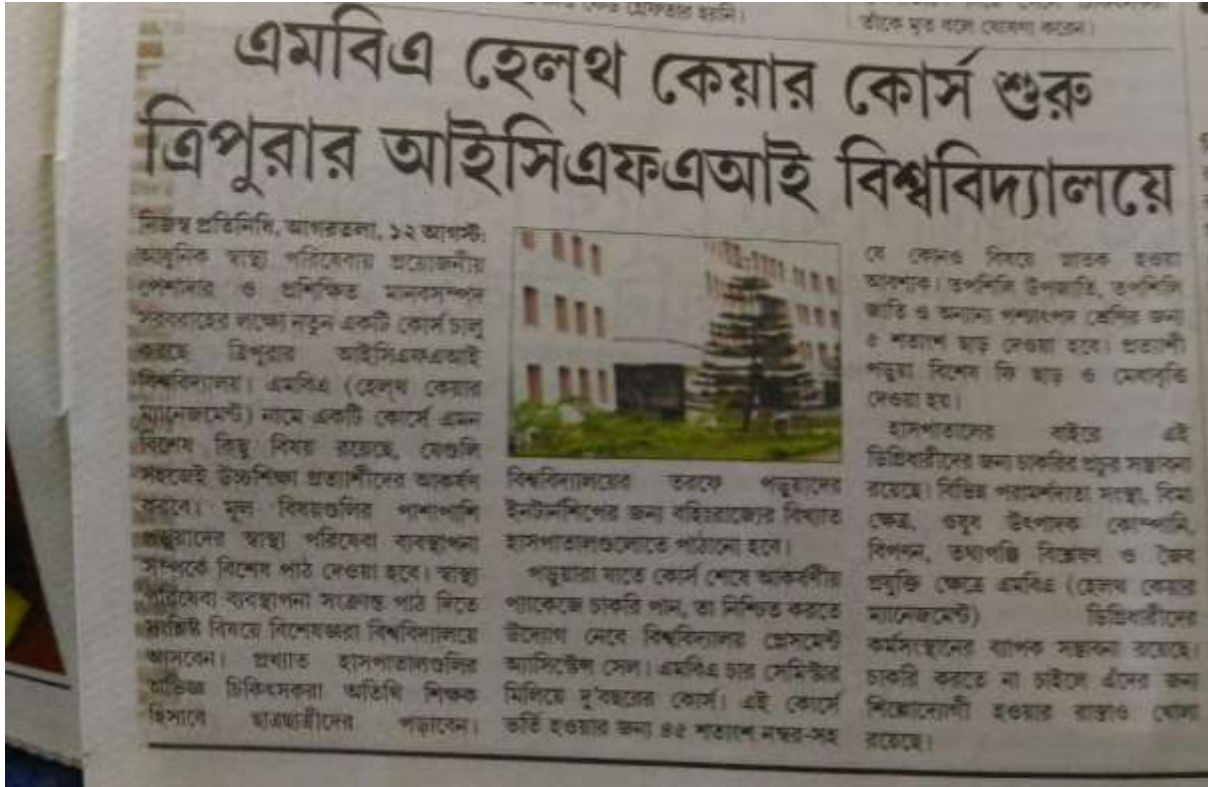 তাঁকে মৃত বলে ঘোষণা করেন।
এমবিএ হেল্‌থ কেয়ার কোর্স শুরু
ত্রিপুরার আইসিএফএআই বিশ্ববিদ্যালয়ে
নিজস্ব প্রতিনিধি, আগরতলা, ১২ আগস্ট:
আধুনিক স্বাস্থ্য পরিষেবায় প্রয়োজনীয়
পেশাদার ও প্রশিক্ষিত মানবসম্পদ
সরবরাহের লক্ষ্যে নতুন একটি কোর্স চালু
করছে ত্রিপুরার আইসিএফএআই
বিশ্ববিদ্যালয়। এমবিএ (হেল্‌থ কেয়ার
ম্যানেজমেন্ট) নামে একটি কোর্সে এমন
বিশেষ কিছু বিষয় রয়েছে, যেগুলি
সহজেই উচ্চশিক্ষা প্রত্যাশীদের আকর্ষণ
করবে। মূল বিষয়গুলির পাশাপাশি
পড়ুয়াদের স্বাস্থ্য পরিষেবা ব্যবস্থাপনা
সম্পর্কে বিশেষ পাঠ দেওয়া হবে। স্বাস্থ্য
পরিষেবা ব্যবস্থাপনা সংক্রান্ত পাঠ দিতে
সংশ্লিষ্ট বিষয়ে বিশেষজ্ঞরা বিশ্ববিদ্যালয়ে
আসবেন। প্রখ্যাত হাসপাতালগুলির
অভিজ্ঞ চিকিৎসকরা অতিথি শিক্ষক
হিসাবে ছাত্রছাত্রীদের পড়াবেন।
বিশ্ববিদ্যালয়ের তরফে পড়ুয়াদের
ইন্টার্নশিপের জন্য বহিঃরাজ্যের বিখ্যাত
হাসপাতালগুলোতে পাঠানো হবে।
পড়ুয়ারা যাতে কোর্স শেষে আকর্ষণীয়
প্যাকেজে চাকরি পান, তা নিশ্চিত করতে
উদ্যোগ নেবে বিশ্ববিদ্যালয় প্লেসমেন্ট
অ্যাসিস্টেন্স সেল। এমবিএ চার সেমিস্টার
মিলিয়ে দু'বছরের কোর্স। এই কোর্সে
ভর্তি হওয়ার জন্য ৪৫ শতাংশ নম্বর-সহ
যে কোনও বিষয়ে স্নাতক হওয়া
আবশ্যক। তপশিলি উপজাতি, তপশিলি
জাতি ও অন্যান্য পশ্চাৎপদ শ্রেণির জন্য
৫ শতাংশ ছাড় দেওয়া হবে। প্রত্যাশী
পড়ুয়া বিশেষ ফি ছাড় ও মেধাবৃত্তি
দেওয়া হয়।
হাসপাতালের বাইরে এই
ডিগ্রিধারীদের জন্য চাকরির প্রচুর সম্ভাবনা
রয়েছে। বিভিন্ন পরামর্শদাতা সংস্থা, বিমা
ক্ষেত্র, ওষুধ উৎপাদক কোম্পানি,
বিপণন, তথ্যপঞ্জি বিশ্লেষণ ও জৈব
প্রযুক্তি ক্ষেত্রে এমবিএ (হেলথ কেয়ার
ম্যানেজমেন্ট) ডিগ্রিধারীদের
কর্মসংস্থানের ব্যাপক সম্ভাবনা রয়েছে।
চাকরি করতে না চাইলে এঁদের জন্য
শিল্পোদ্যোগী হওয়ার রাস্তাও খোলা
রয়েছে।